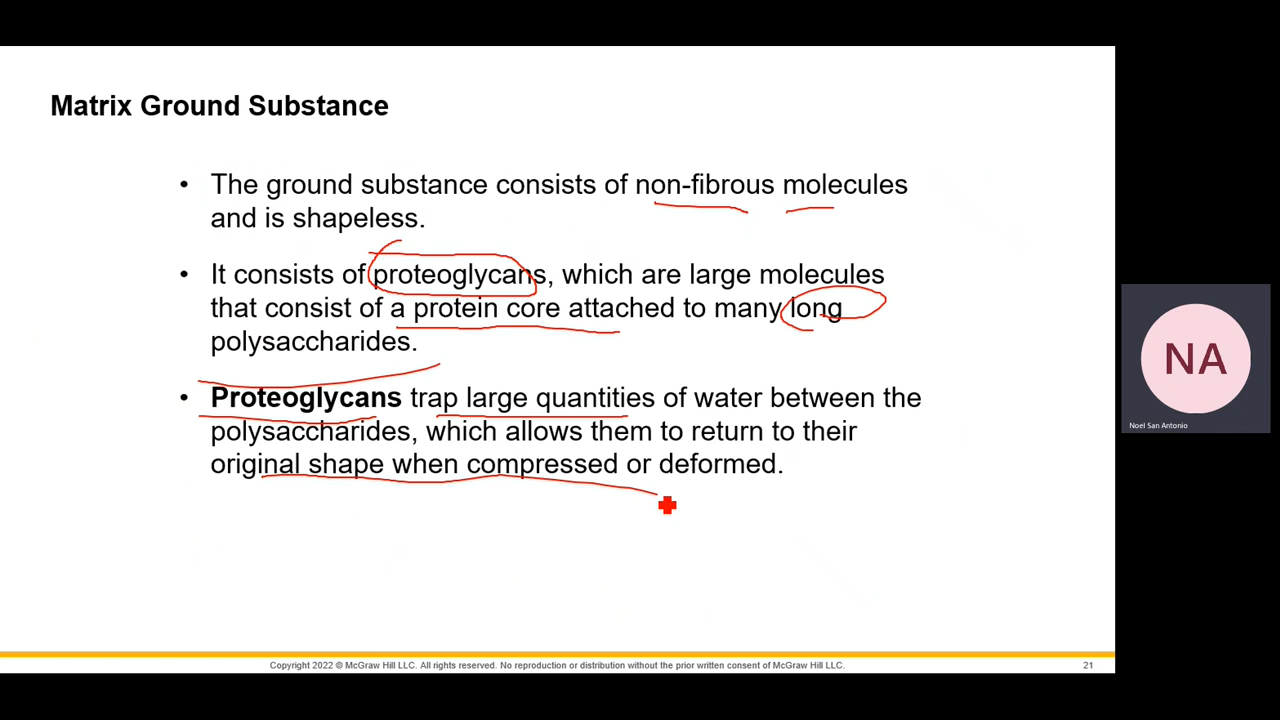 Matrix Ground Substance
• The ground substance consists of non-fibrous molecules
and is shapeless.
• It consists of proteoglycans, which are large molecules
that consist of a protein core attached to many long
polysaccharides.
• Proteoglycans trap large quantities of water between the
polysaccharides, which allows them to return to their
original shape when compressed or deformed.
NA
Noel San Antonio
Copyright 2022 © McGraw Hill LLC. All rights reserved. No reproduction or distribution without the prior written consent of McGraw Hill LLC.
21